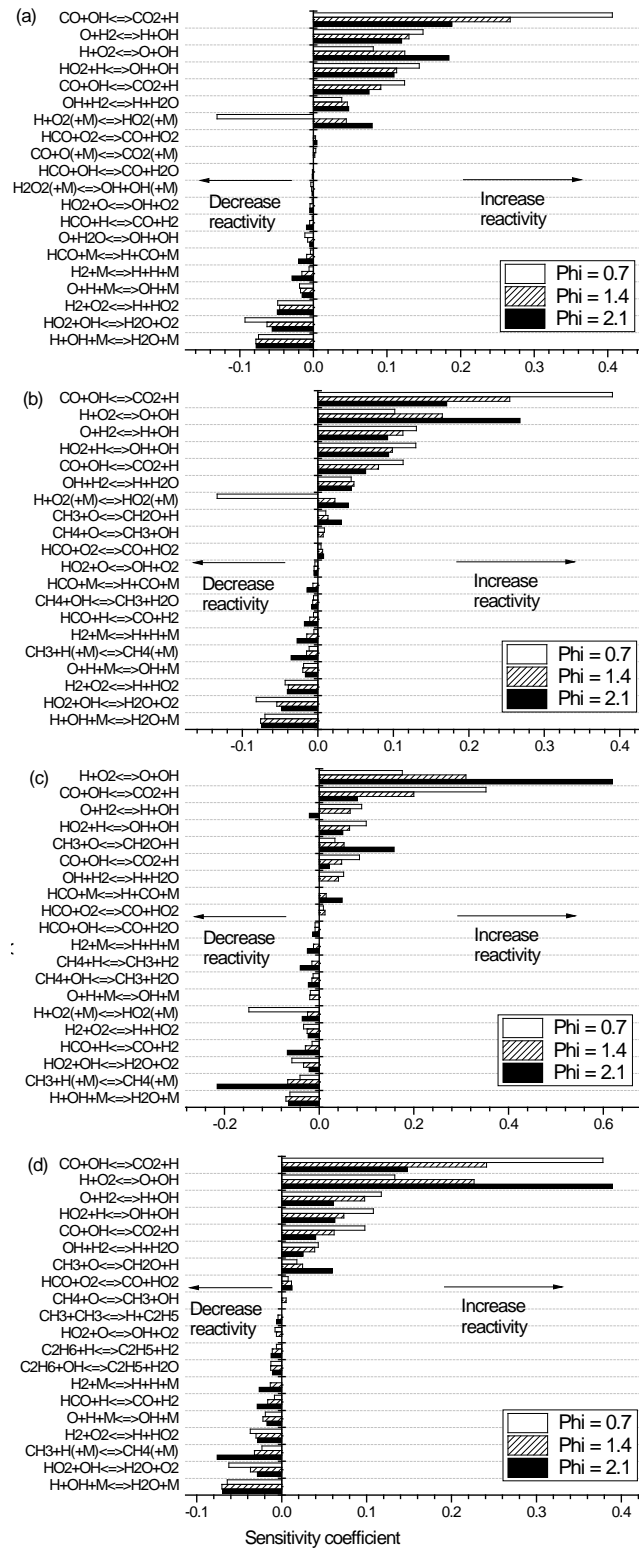 (a)
CO+OH<=>CO2+H
O+H2<=>H+OH
H+O2<=>O+OH
HO2+H<=>OH+OH
CO+OH<=>CO2+H
OH+H2<=>H+H2O
H+O2(+M)<=>HO2(+M)
HCO+O2<=>CO+HO2
CO+O(+M)<=>CO2(+M)
HCO+OH<=>CO+H2O
H2O2(+M)<=>OH+OH(+M)
HO2+O<=>OH+O2
HCO+H<=>CO+H2
O+H2O<=>OH+OH
HCO+M<=>H+CO+M
H2+M<=>H+H+M
O+H+M<=>OH+M
H2+O2<=>H+HO2
HO2+OH<=>H2O+O2
H+OH+M<=>H2O+M
Decrease
reactivity
Increase
reactivity
Phi = 0.7
Phi = 1.4
Phi = 2.1
-0.1 0.0 0.1 0.2 0.3 0.4
(b)
CO+OH<=>CO2+H
H+O2<=>O+OH
O+H2<=>H+OH
HO2+H<=>OH+OH
CO+OH<=>CO2+H
OH+H2<=>H+H2O
H+O2(+M)<=>HO2(+M)
CH3+O<=>CH2O+H
CH4+O<=>CH3+OH
HCO+O2<=>CO+HO2
HO2+O<=>OH+O2
HCO+M<=>H+CO+M
CH4+OH<=>CH3+H2O
HCO+H<=>CO+H2
H2+M<=>H+H+M
CH3+H(+M)<=>CH4(+M)
O+H+M<=>OH+M
H2+O2<=>H+HO2
HO2+OH<=>H2O+O2
H+OH+M<=>H2O+M
Decrease
reactivity
Increase
reactivity
Phi = 0.7
Phi = 1.4
Phi = 2.1
-0.1 0.0 0.1 0.2 0.3 0.4
(c)
H+O2<=>O+OH
CO+OH<=>CO2+H
O+H2<=>H+OH
HO2+H<=>OH+OH
CH3+O<=>CH2O+H
CO+OH<=>CO2+H
OH+H2<=>H+H2O
HCO+M<=>H+CO+M
HCO+O2<=>CO+HO2
HCO+OH<=>CO+H2O
H2+M<=>H+H+M
CH4+H<=>CH3+H2
CH4+OH<=>CH3+H2O
O+H+M<=>OH+M
H+O2(+M)<=>HO2(+M)
H2+O2<=>H+HO2
HCO+H<=>CO+H2
HO2+OH<=>H2O+O2
CH3+H(+M)<=>CH4(+M)
H+OH+M<=>H2O+M
Decrease
reactivity
Increase
reactivity
Phi = 0.7
Phi = 1.4
Phi = 2.1
-0.2 0.0 0.2 0.4 0.6
(d)
CO+OH<=>CO2+H
H+O2<=>O+OH
O+H2<=>H+OH
HO2+H<=>OH+OH
CO+OH<=>CO2+H
OH+H2<=>H+H2O
CH3+O<=>CH2O+H
HCO+O2<=>CO+HO2
CH4+O<=>CH3+OH
CH3+CH3<=>H+C2H5
HO2+O<=>OH+O2
C2H6+H<=>C2H5+H2
C2H6+OH<=>C2H5+H2O
H2+M<=>H+H+M
HCO+H<=>CO+H2
O+H+M<=>OH+M
H2+O2<=>H+HO2
CH3+H(+M)<=>CH4(+M)
HO2+OH<=>H2O+O2
H+OH+M<=>H2O+M
Decrease
reactivity
Increase
reactivity
Phi = 0.7
Phi = 1.4
Phi = 2.1
-0.1 0.0 0.1 0.2 0.3 0.4
Sensitivity coefficient